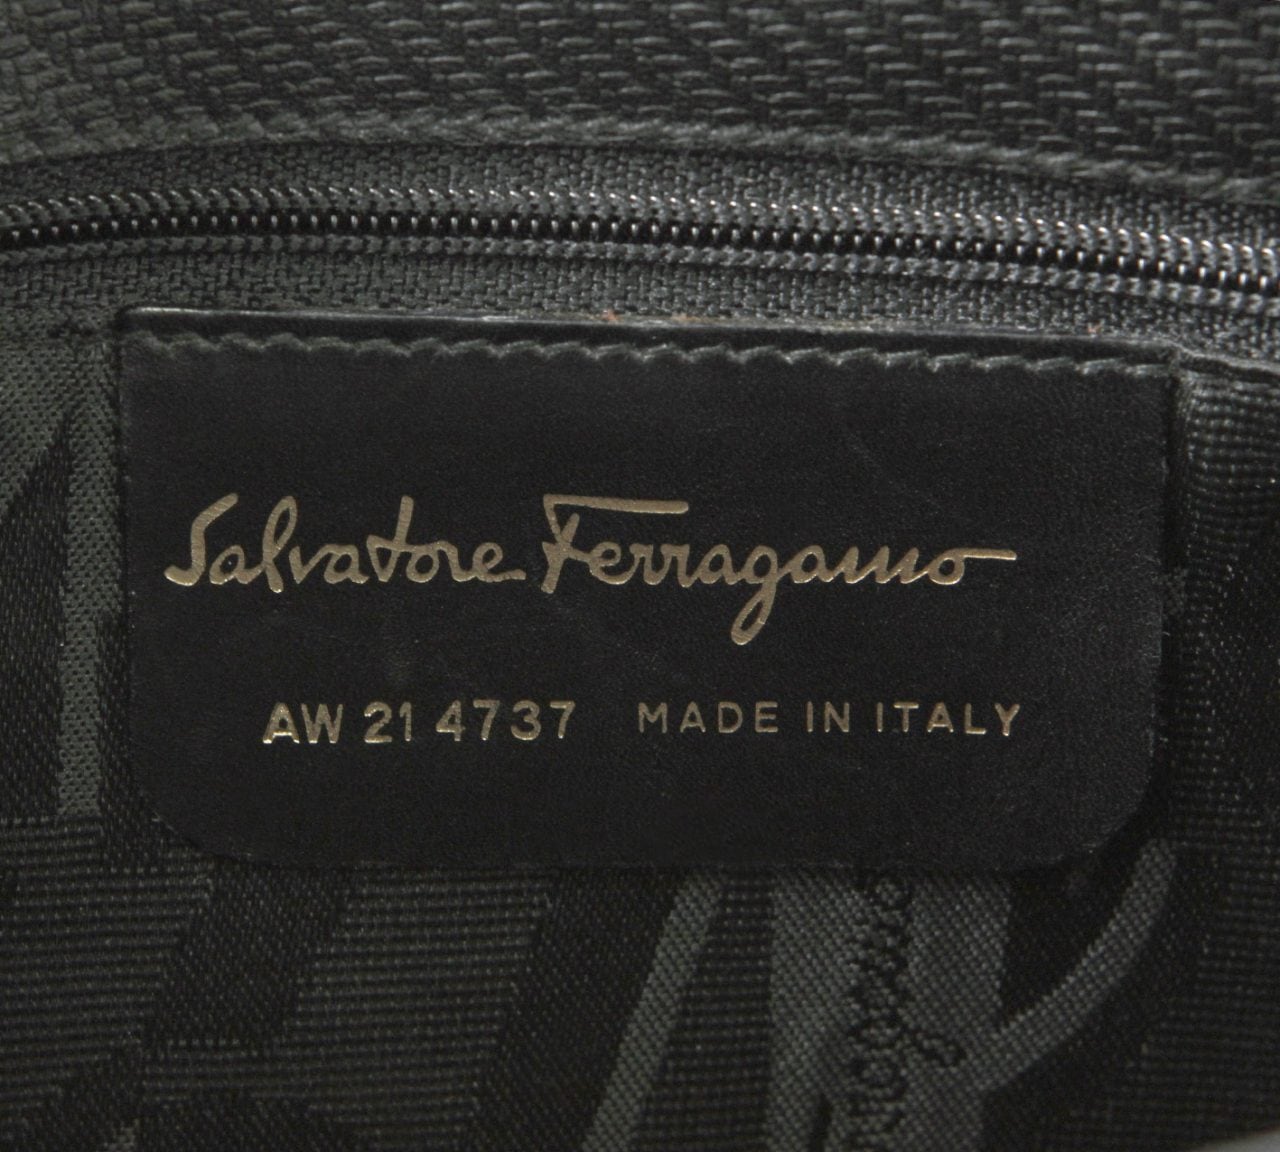 Salvatore Ferragamo
AW 21 4737 MADE IN ITALY